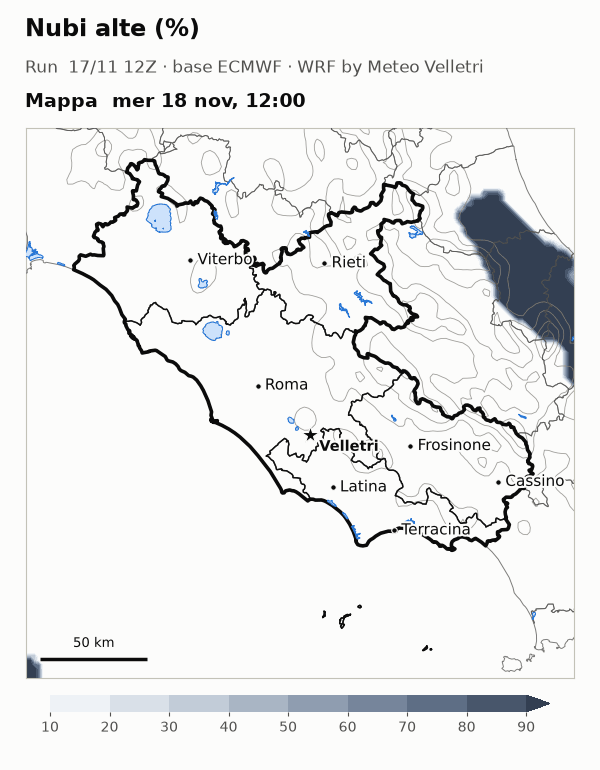 Nubi alte (%)
Run  17/11 12Z · base ECMWF · WRF by Meteo Velletri
Mappa  mer 18 nov, 12:00
Viterbo
Rieti
Roma
Velletri
Frosinone
Latina
Cassino
Terracina
50 km
10 20 30 40 50 60 70 80 90